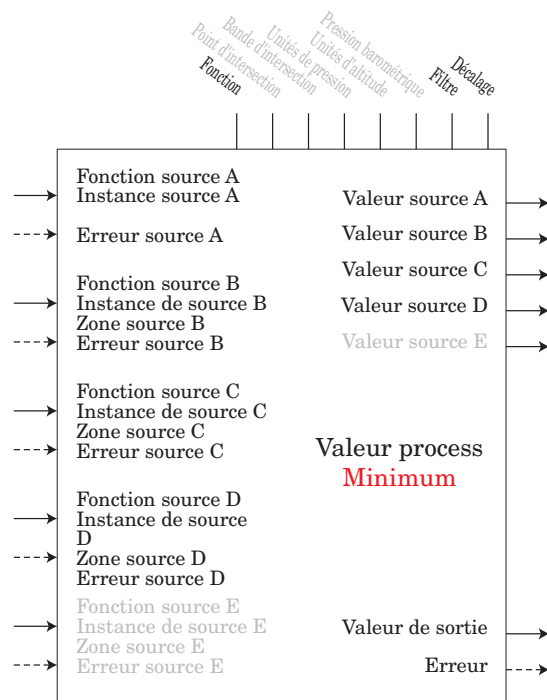 Fonction
Point d'intersection
Bande d'intersection
Unités de pression
Unités d'altitude
Pression barométrique
Filtre
Décalage
Fonction source A
Instance source A
Erreur source A
Fonction source B
Instance de source B
Zone source B
Erreur source B
Fonction source C
Instance de source C
Zone source C
Erreur source C
Fonction source D
Instance de source
D
Zone source D
Erreur source D
Fonction source E
Instance de source E
Zone source E
Erreur source E
Valeur source A
Valeur source B
Valeur source C
Valeur source D
Valeur source E
Valeur process
Minimum
Valeur de sortie
Erreur